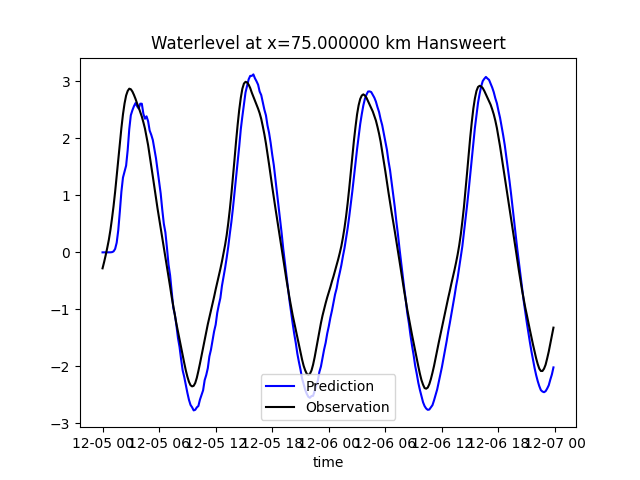 Waterlevel at x=75.000000 km Hansweert
3
2
1
0
−1
−2
−3
Prediction
Observation
12-05 00 12-05 06 12-05 12 12-05 18 12-06 00 12-06 06 12-06 12 12-06 18 12-07 00
time